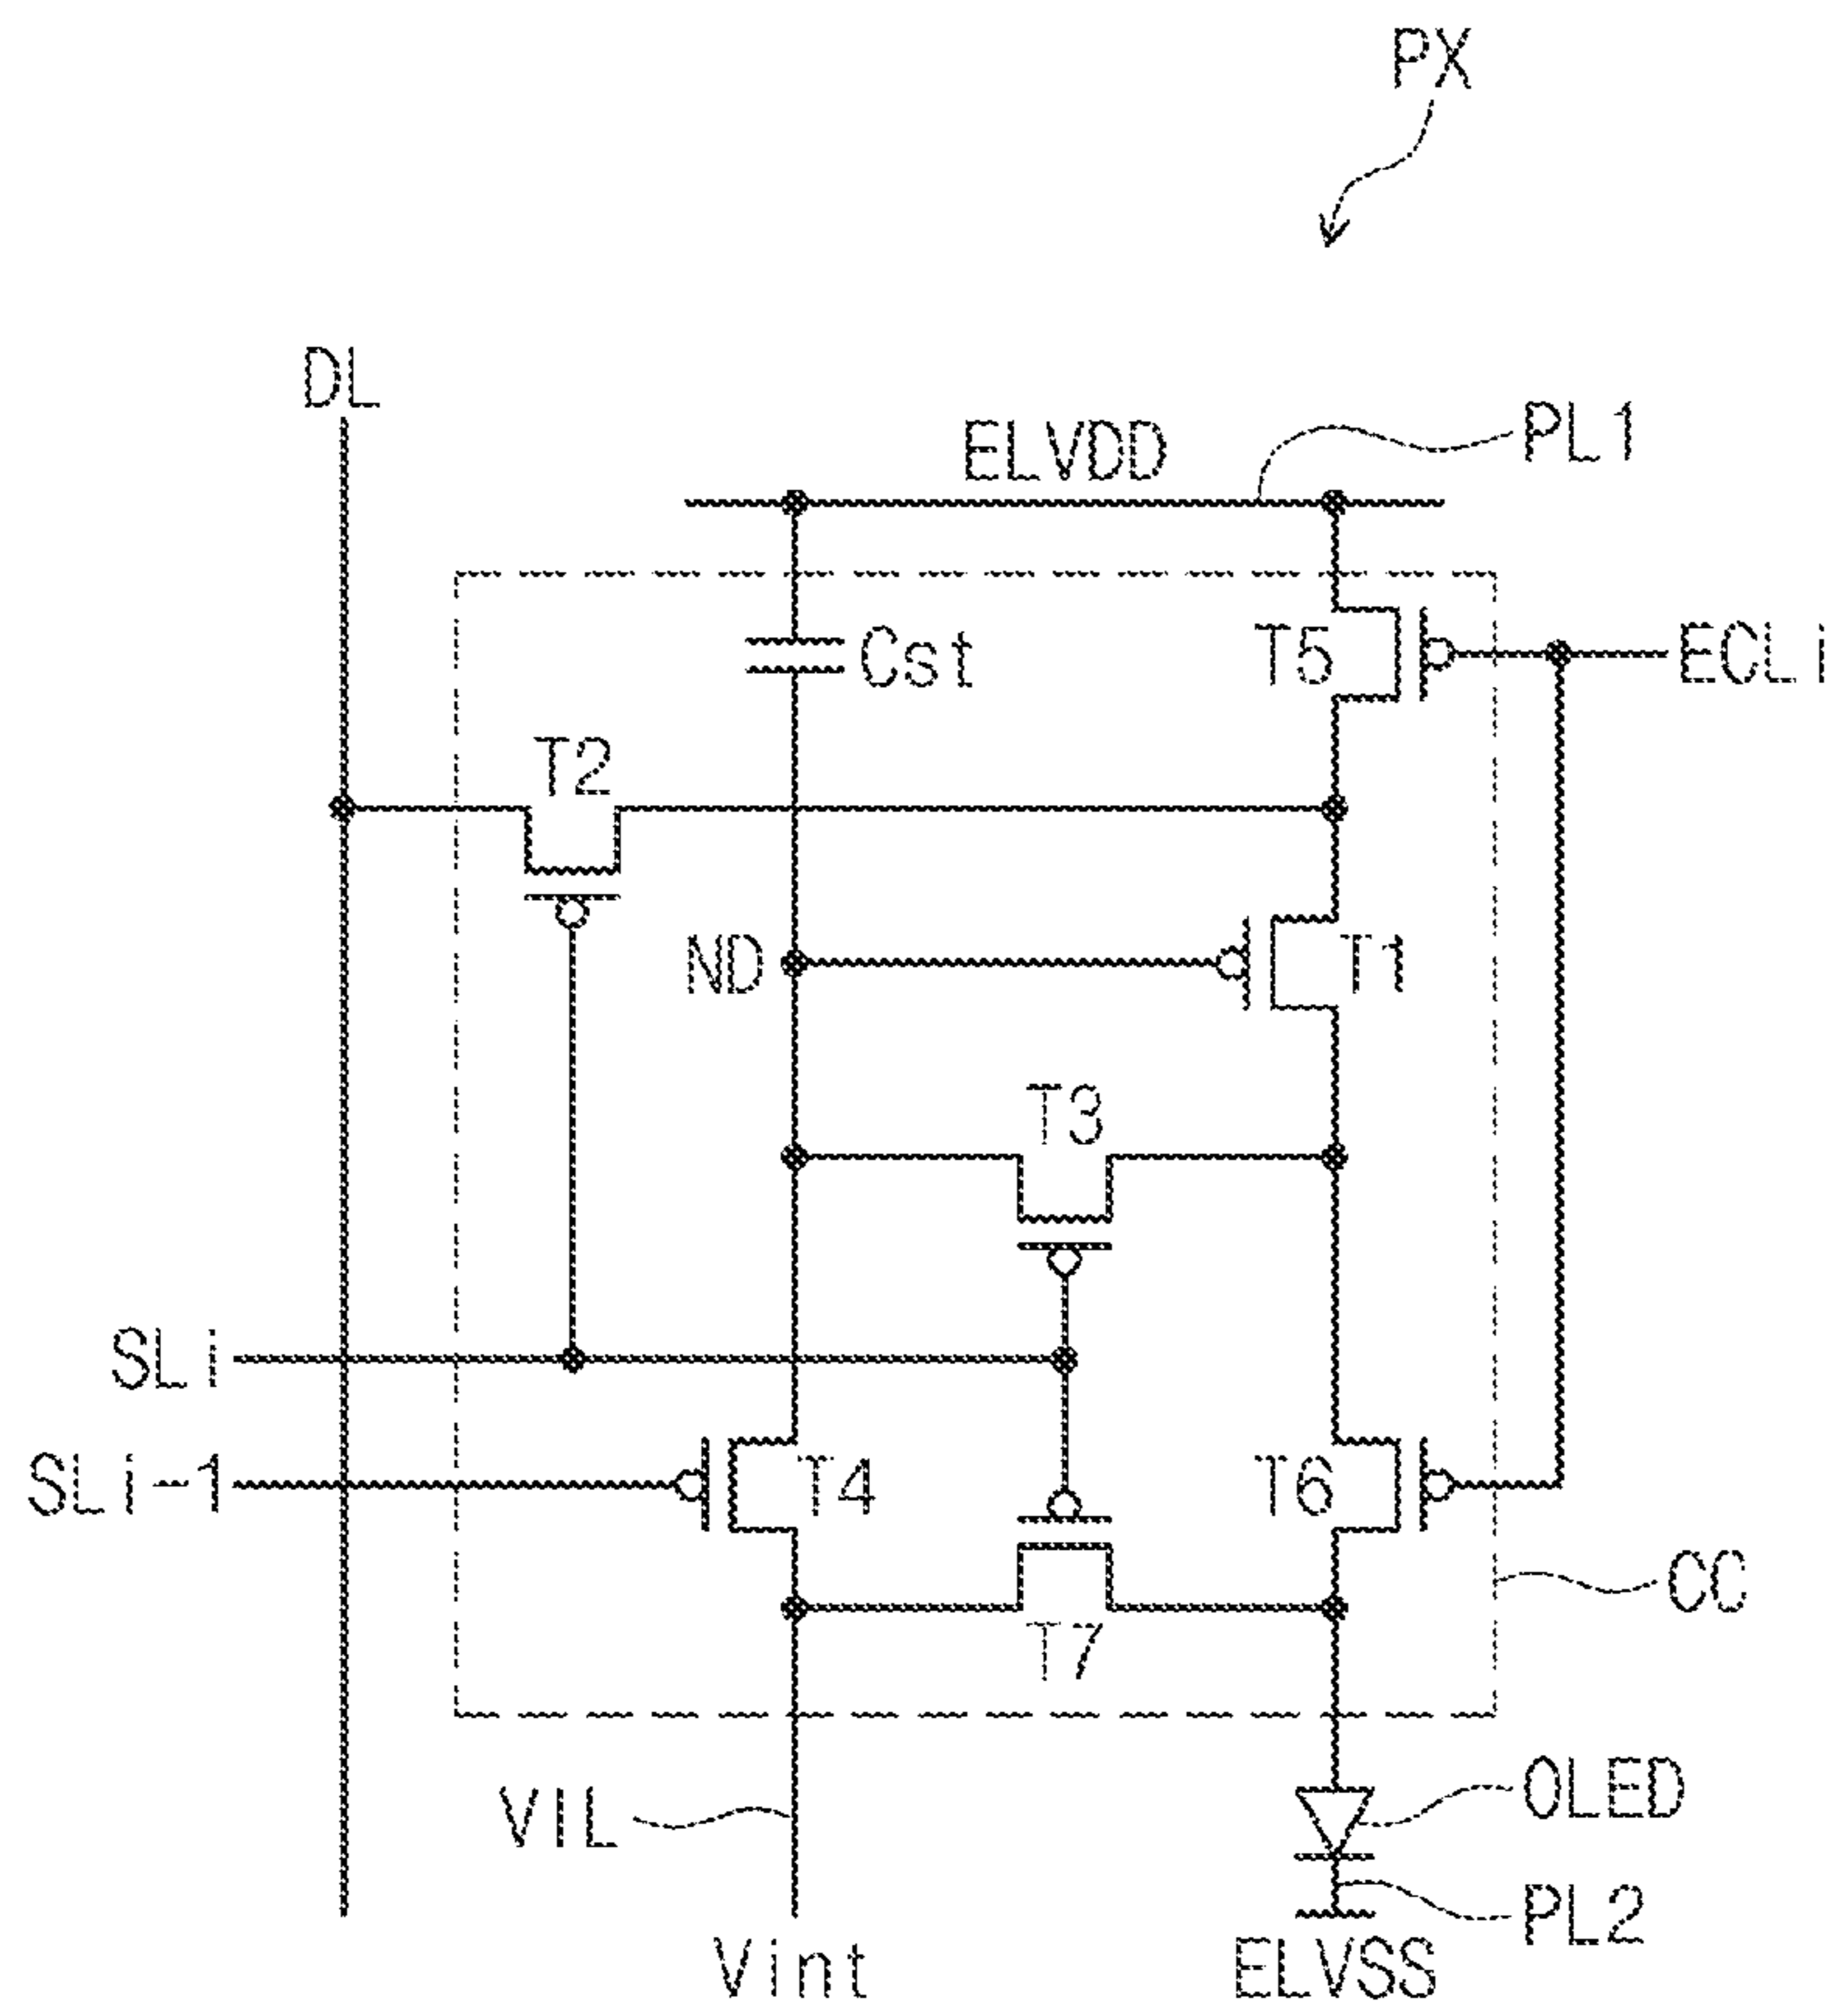 PX
DL
ELVDD
PL1
Cst
T5
ECLi
T2
ND
T1
T3
SLi
SLi-1
T4
T6
CC
T7
VIL
OLED
PL2
Vint
ELVSS